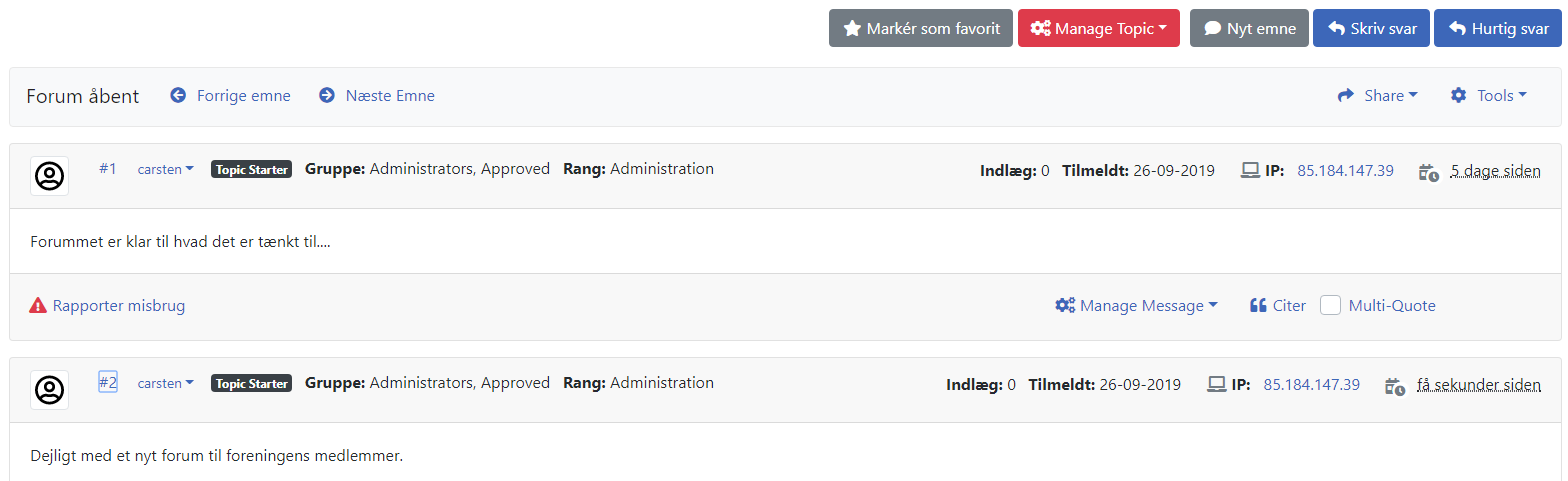 Markér som favorit Manage Topic Nyt emne Skriv svar Hurtig svar
Forum åbent Forrige emne Næste Emne Share Tools
#1 carsten Topic Starter Gruppe: Administrators, Approved Rang: Administration Indlæg: 0 Tilmeldt: 26-09-2019 IP: 85.184.147.39 5 dage siden
Forummet er klar til hvad det er tænkt til....
Rapporter misbrug Manage Message Citer Multi-Quote
#2 carsten Topic Starter Gruppe: Administrators, Approved Rang: Administration Indlæg: 0 Tilmeldt: 26-09-2019 IP: 85.184.147.39 få sekunder siden
Dejligt med et nyt forum til foreningens medlemmer.